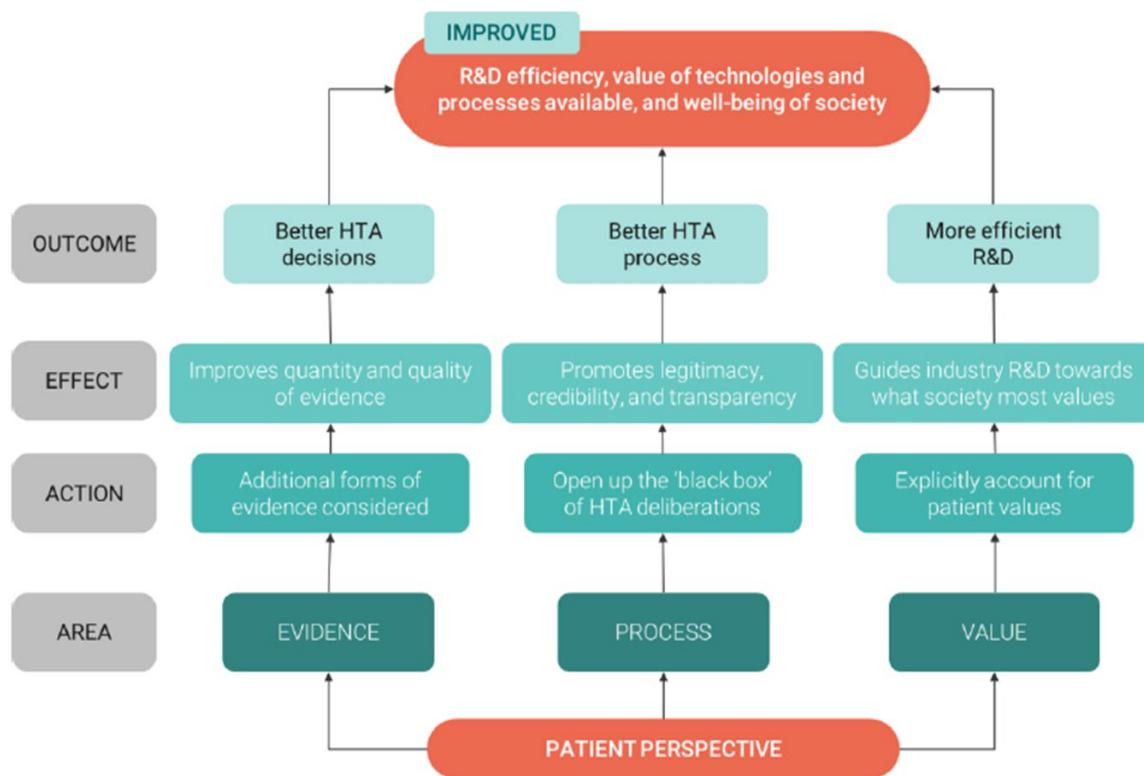 IMPROVED
R&D efficiency, value of technologies and
processes available, and well-being of society
OUTCOME
Better HTA
decisions
Better HTA
process
More efficient
R&D
EFFECT
Improves quantity and quality
of evidence
Promotes legitimacy,
credibility, and transparency
Guides industry R&D towards
what society most values
ACTION
Additional forms of
evidence considered
Open up the ‘black box’
of HTA deliberations
Explicitly account for
patient values
AREA
EVIDENCE
PROCESS
VALUE
PATIENT PERSPECTIVE